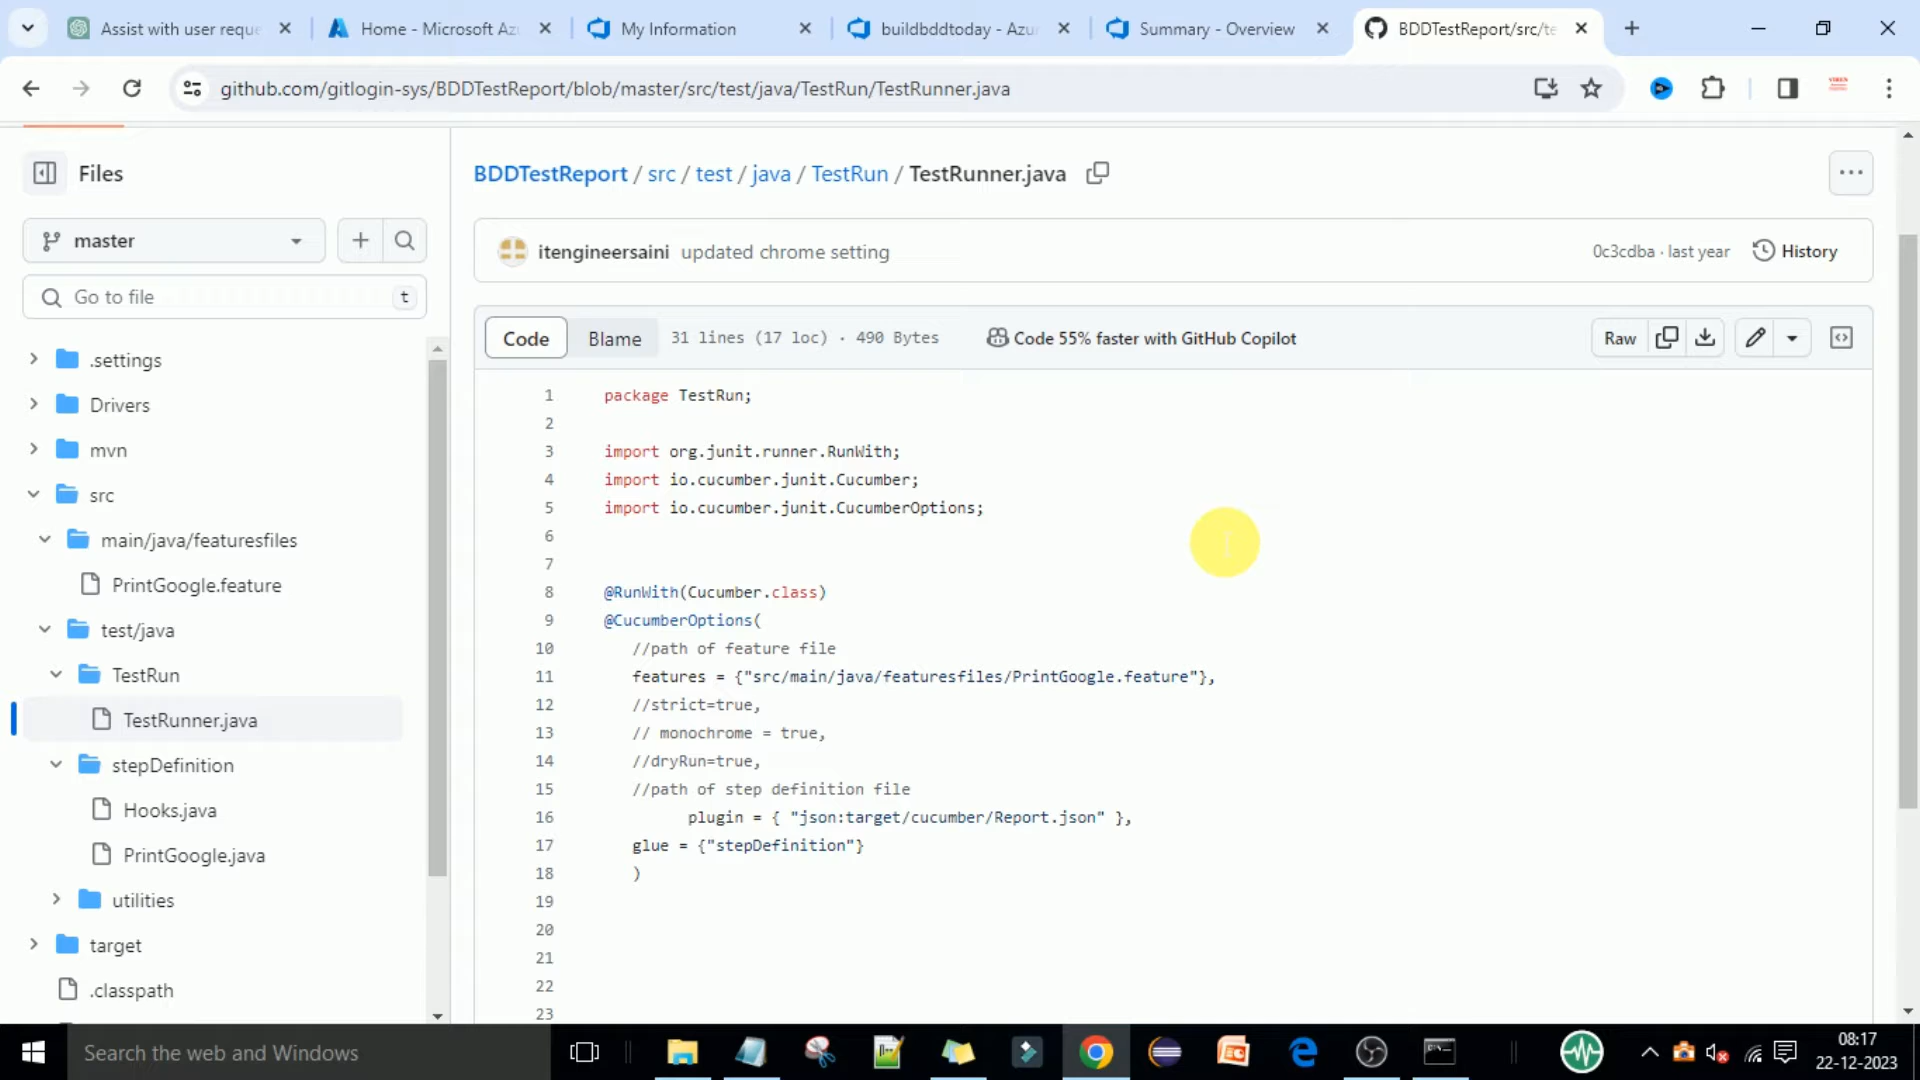 Assist with user reque
Home - Microsoft Az
My Information
buildbddtoday - Azur
Summary - Overview
BDDTestReport/src/te
github.com/gitlogin-sys/BDDTestReport/blob/master/src/test/java/TestRun/TestRunner.java
Files
master
Go to file
t
.settings
Drivers
mvn
src
main/java/featuresfiles
PrintGoogle.feature
test/java
TestRun
TestRunner.java
stepDefinition
Hooks.java
PrintGoogle.java
utilities
target
.classpath
BDDTestReport / src / test / java / TestRun / TestRunner.java
itengineersaini updated chrome setting
0c3cdba · last year History
Code Blame 31 lines (17 loc) · 490 Bytes Code 55% faster with GitHub Copilot Raw
1 package TestRun;
2
3 import org.junit.runner.RunWith;
4 import io.cucumber.junit.Cucumber;
5 import io.cucumber.junit.CucumberOptions;
6
7
8 @RunWith(Cucumber.class)
9 @CucumberOptions(
10 //path of feature file
11 features = {"src/main/java/featuresfiles/PrintGoogle.feature"},
12 //strict=true,
13 // monochrome = true,
14 //dryRun=true,
15 //path of step definition file
16 plugin = { "json:target/cucumber/Report.json" },
17 glue = {"stepDefinition"}
18 )
19
20
21
22
23
Search the web and Windows
08:17
22-12-2023